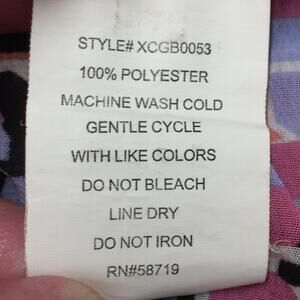 STYLE# XCGB0053
100% POLYESTER
MACHINE WASH COLD
GENTLE CYCLE
WITH LIKE COLORS
DO NOT BLEACH
LINE DRY
DO NOT IRON
RN#58719